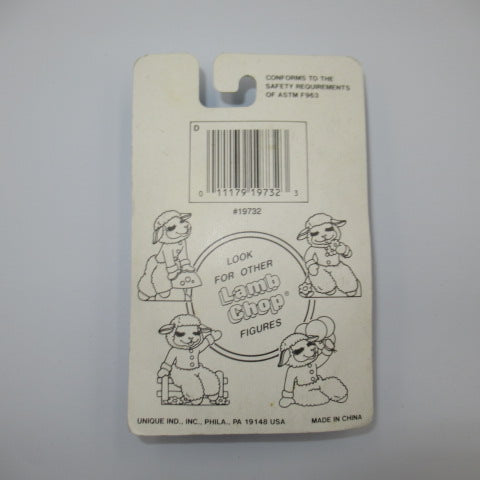 CONFORMS TO THE
SAFETY REQUIREMENTS
OF ASTM F963
D
0 11179 19732 3
#19732
LOOK
FOR OTHER
Lamb
Chop®
FIGURES
UNIQUE IND., INC., PHILA., PA 19148 USA
MADE IN CHINA